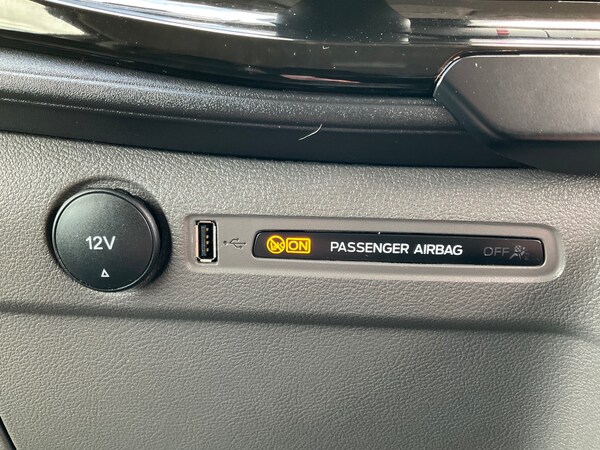 12V
ON PASSENGER AIRBAG OFF